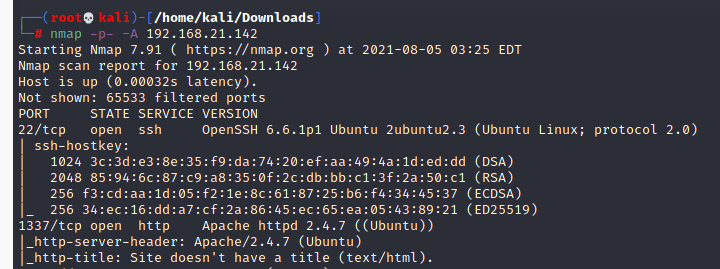 (root💀kali)-[/home/kali/Downloads]
# nmap -p- -A 192.168.21.142
Starting Nmap 7.91 ( https://nmap.org ) at 2021-08-05 03:25 EDT
Nmap scan report for 192.168.21.142
Host is up (0.00032s latency).
Not shown: 65533 filtered ports
PORT     STATE SERVICE VERSION
22/tcp   open  ssh     OpenSSH 6.6.1p1 Ubuntu 2ubuntu2.3 (Ubuntu Linux; protocol 2.0)
| ssh-hostkey:
|   1024 3c:3d:e3:8e:35:f9:da:74:20:ef:aa:49:4a:1d:ed:dd (DSA)
|   2048 85:94:6c:87:c9:a8:35:0f:2c:db:bb:c1:3f:2a:50:c1 (RSA)
|   256 f3:cd:aa:1d:05:f2:1e:8c:61:87:25:b6:f4:34:45:37 (ECDSA)
|_  256 34:ec:16:dd:a7:cf:2a:86:45:ec:65:ea:05:43:89:21 (ED25519)
1337/tcp open  http    Apache httpd 2.4.7 ((Ubuntu))
|_http-server-header: Apache/2.4.7 (Ubuntu)
|_http-title: Site doesn't have a title (text/html).